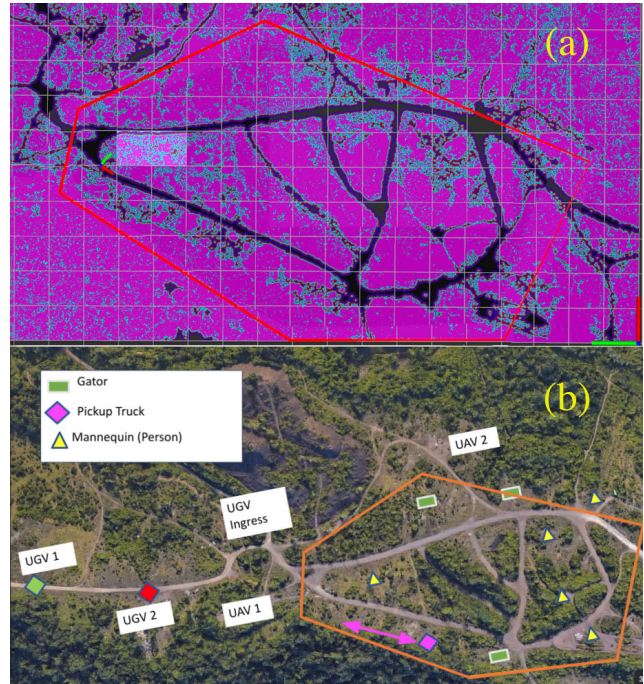 (a)
(b)
Gator
Pickup Truck
Mannequin (Person)
UAV 2
UGV
Ingress
UGV 1
UGV 2
UAV 1